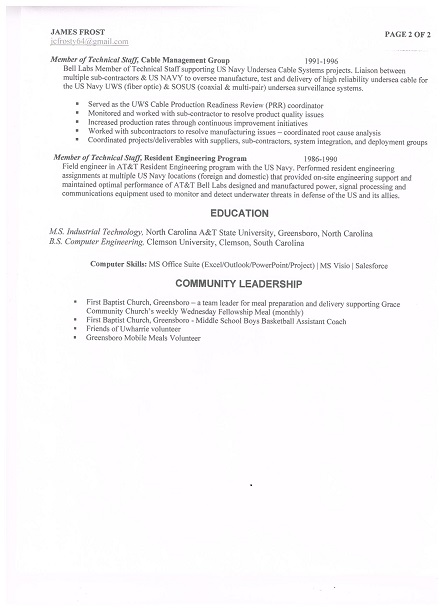 JAMES FROST
PAGE 2 OF 2
jcfrosty64@gmail.com
Member of Technical Staff, Cable Management Group 1991-1996
Bell Labs Member of Technical Staff supporting US Navy Undersea Cable Systems projects. Liaison between
multiple sub-contractors & US NAVY to oversee manufacture, test and delivery of high reliability undersea cable for
the US Navy UWS (fiber optic) & SOSUS (coaxial & multi-pair) undersea surveillance systems.
▪ Served as the UWS Cable Production Readiness Review (PRR) coordinator
▪ Monitored and worked with sub-contractor to resolve product quality issues
▪ Increased production rates through continuous improvement initiatives
▪ Worked with subcontractors to resolve manufacturing issues – coordinated root cause analysis
▪ Coordinated projects/deliverables with suppliers, sub-contractors, system integration, and deployment groups
Member of Technical Staff, Resident Engineering Program 1986-1990
Field engineer in AT&T Resident Engineering program with the US Navy. Performed resident engineering
assignments at multiple US Navy locations (foreign and domestic) that provided on-site engineering support and
maintained optimal performance of AT&T Bell Labs designed and manufactured power, signal processing and
communications equipment used to monitor and detect underwater threats in defense of the US and its allies.
EDUCATION
M.S. Industrial Technology, North Carolina A&T State University, Greensboro, North Carolina
B.S. Computer Engineering, Clemson University, Clemson, South Carolina
Computer Skills: MS Office Suite (Excel/Outlook/PowerPoint/Project) | MS Visio | Salesforce
COMMUNITY LEADERSHIP
▪ First Baptist Church, Greensboro – a team leader for meal preparation and delivery supporting Grace
Community Church's weekly Wednesday Fellowship Meal (monthly)
▪ First Baptist Church, Greensboro - Middle School Boys Basketball Assistant Coach
▪ Friends of Uwharrie volunteer
▪ Greensboro Mobile Meals Volunteer